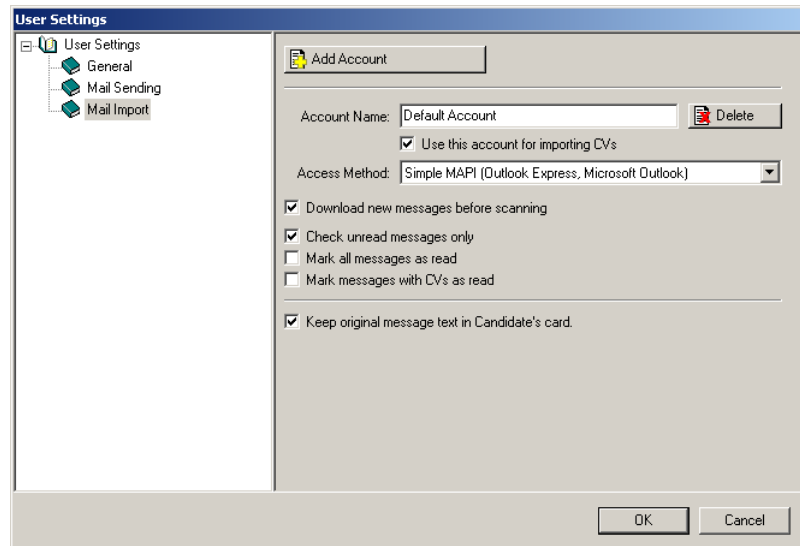 User Settings
User Settings
General
Mail Sending
Mail Import
Add Account
Account Name: Default Account Delete
Use this account for importing CVs
Access Method: Simple MAPI (Outlook Express, Microsoft Outlook)
Download new messages before scanning
Check unread messages only
Mark all messages as read
Mark messages with CVs as read
Keep original message text in Candidate's card.
OK Cancel